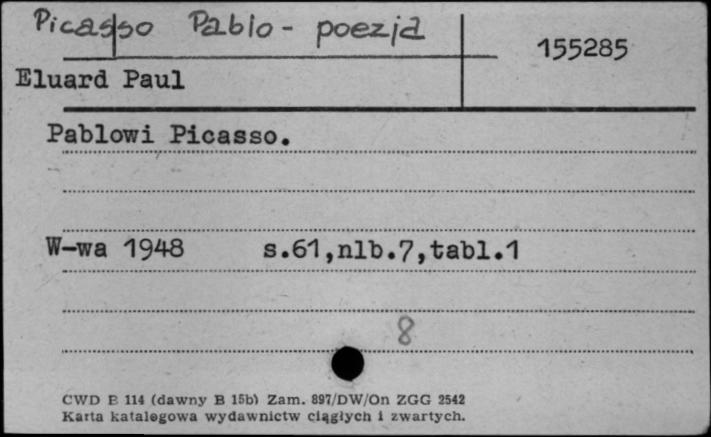 Picasso Pablo - poezja
155285
Eluard Paul
Pablowi Picasso.
W-wa 1948 s.61,nlb.7,tabl.1
8
CWD B 114 (dawny B 15b) Zam. 897/DW/On ZGG 2542
Karta katalogowa wydawnictw ciągłych i zwartych.